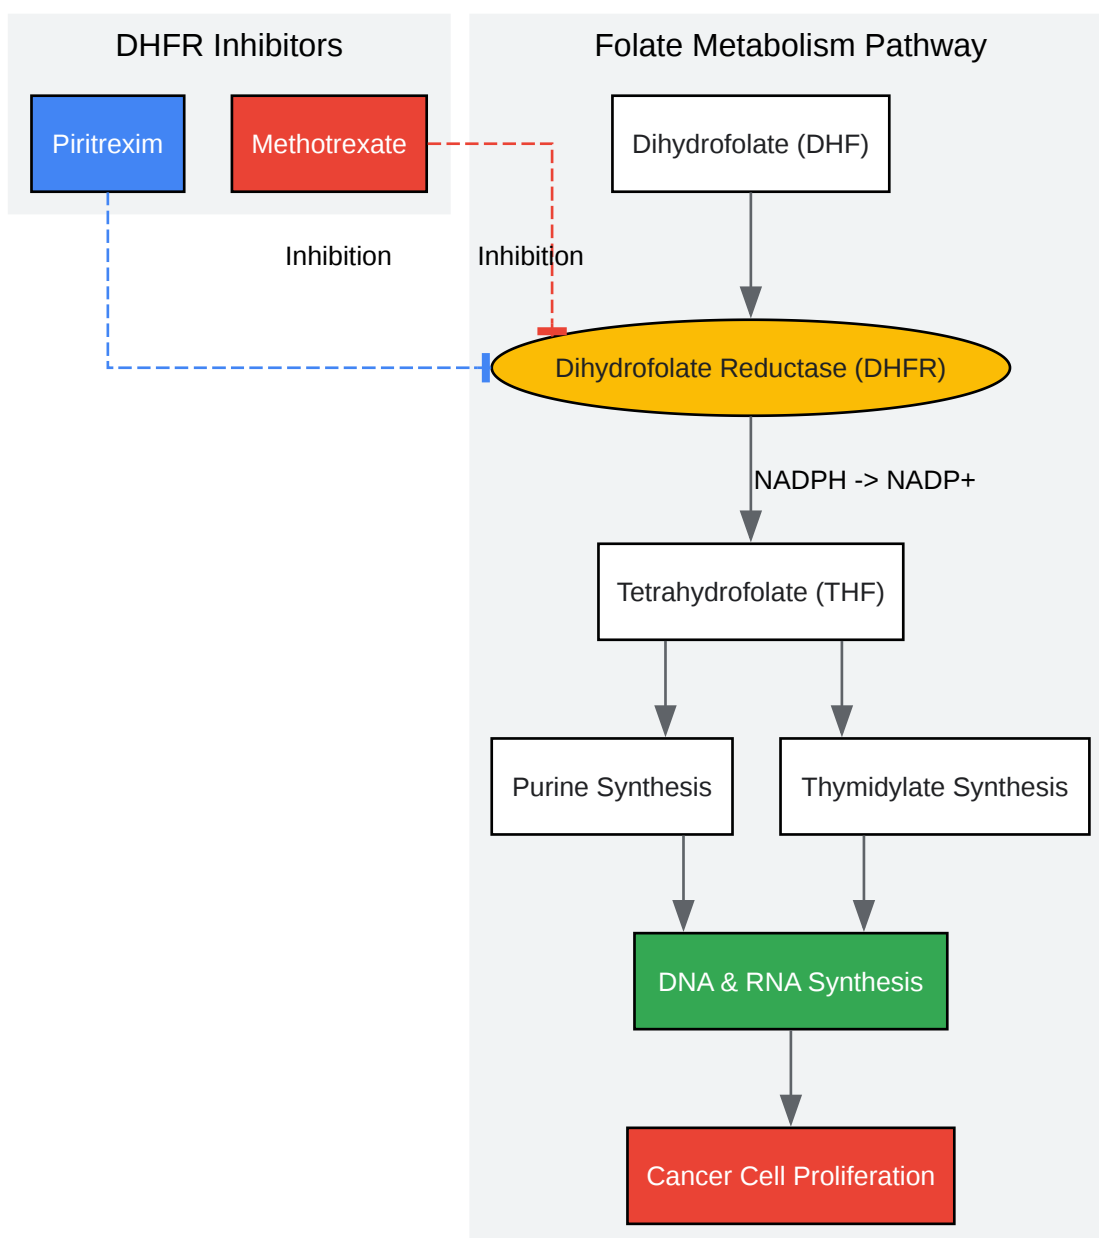 DHFR Inhibitors
Folate Metabolism Pathway
Piritrexim
Methotrexate
Dihydrofolate (DHF)
Inhibition
Inhibition
Dihydrofolate Reductase (DHFR)
NADPH -> NADP+
Tetrahydrofolate (THF)
Purine Synthesis
Thymidylate Synthesis
DNA & RNA Synthesis
Cancer Cell Proliferation